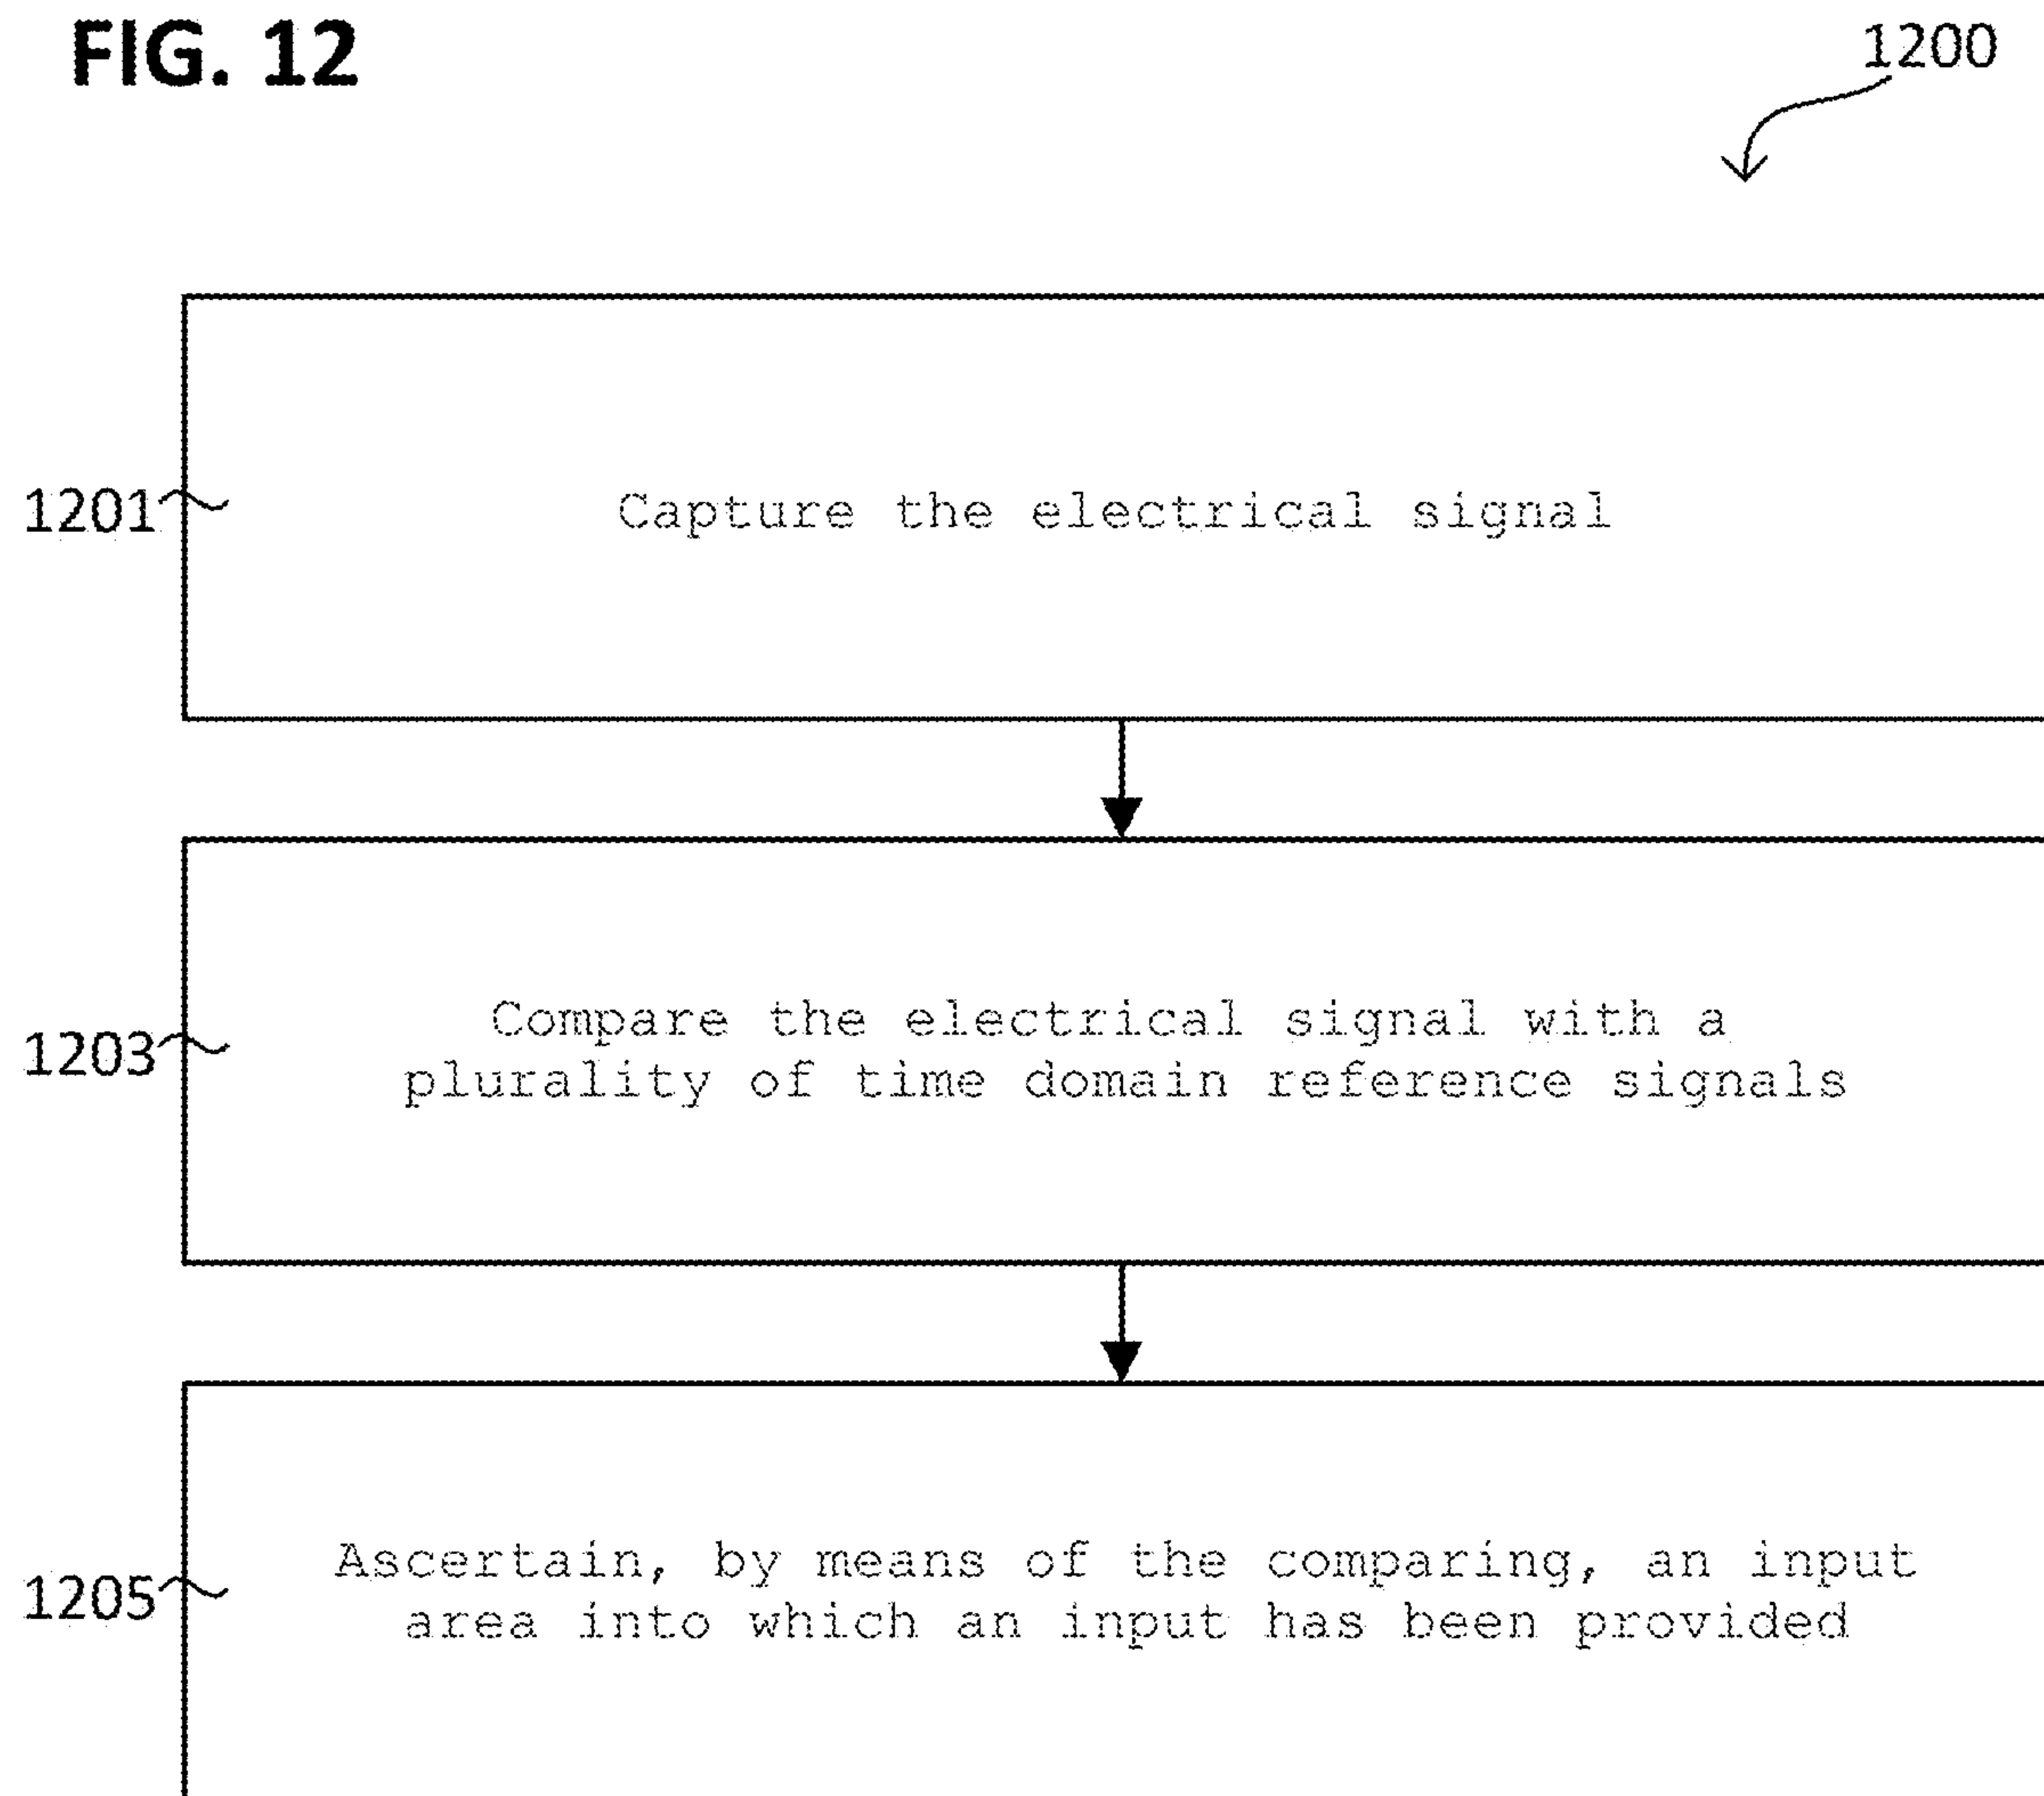 FIG. 12
1200
1201
Capture the electrical signal
1203
Compare the electrical signal with a
plurality of time domain reference signals
1205
Ascertain, by means of the comparing, an input
area into which an input has been provided